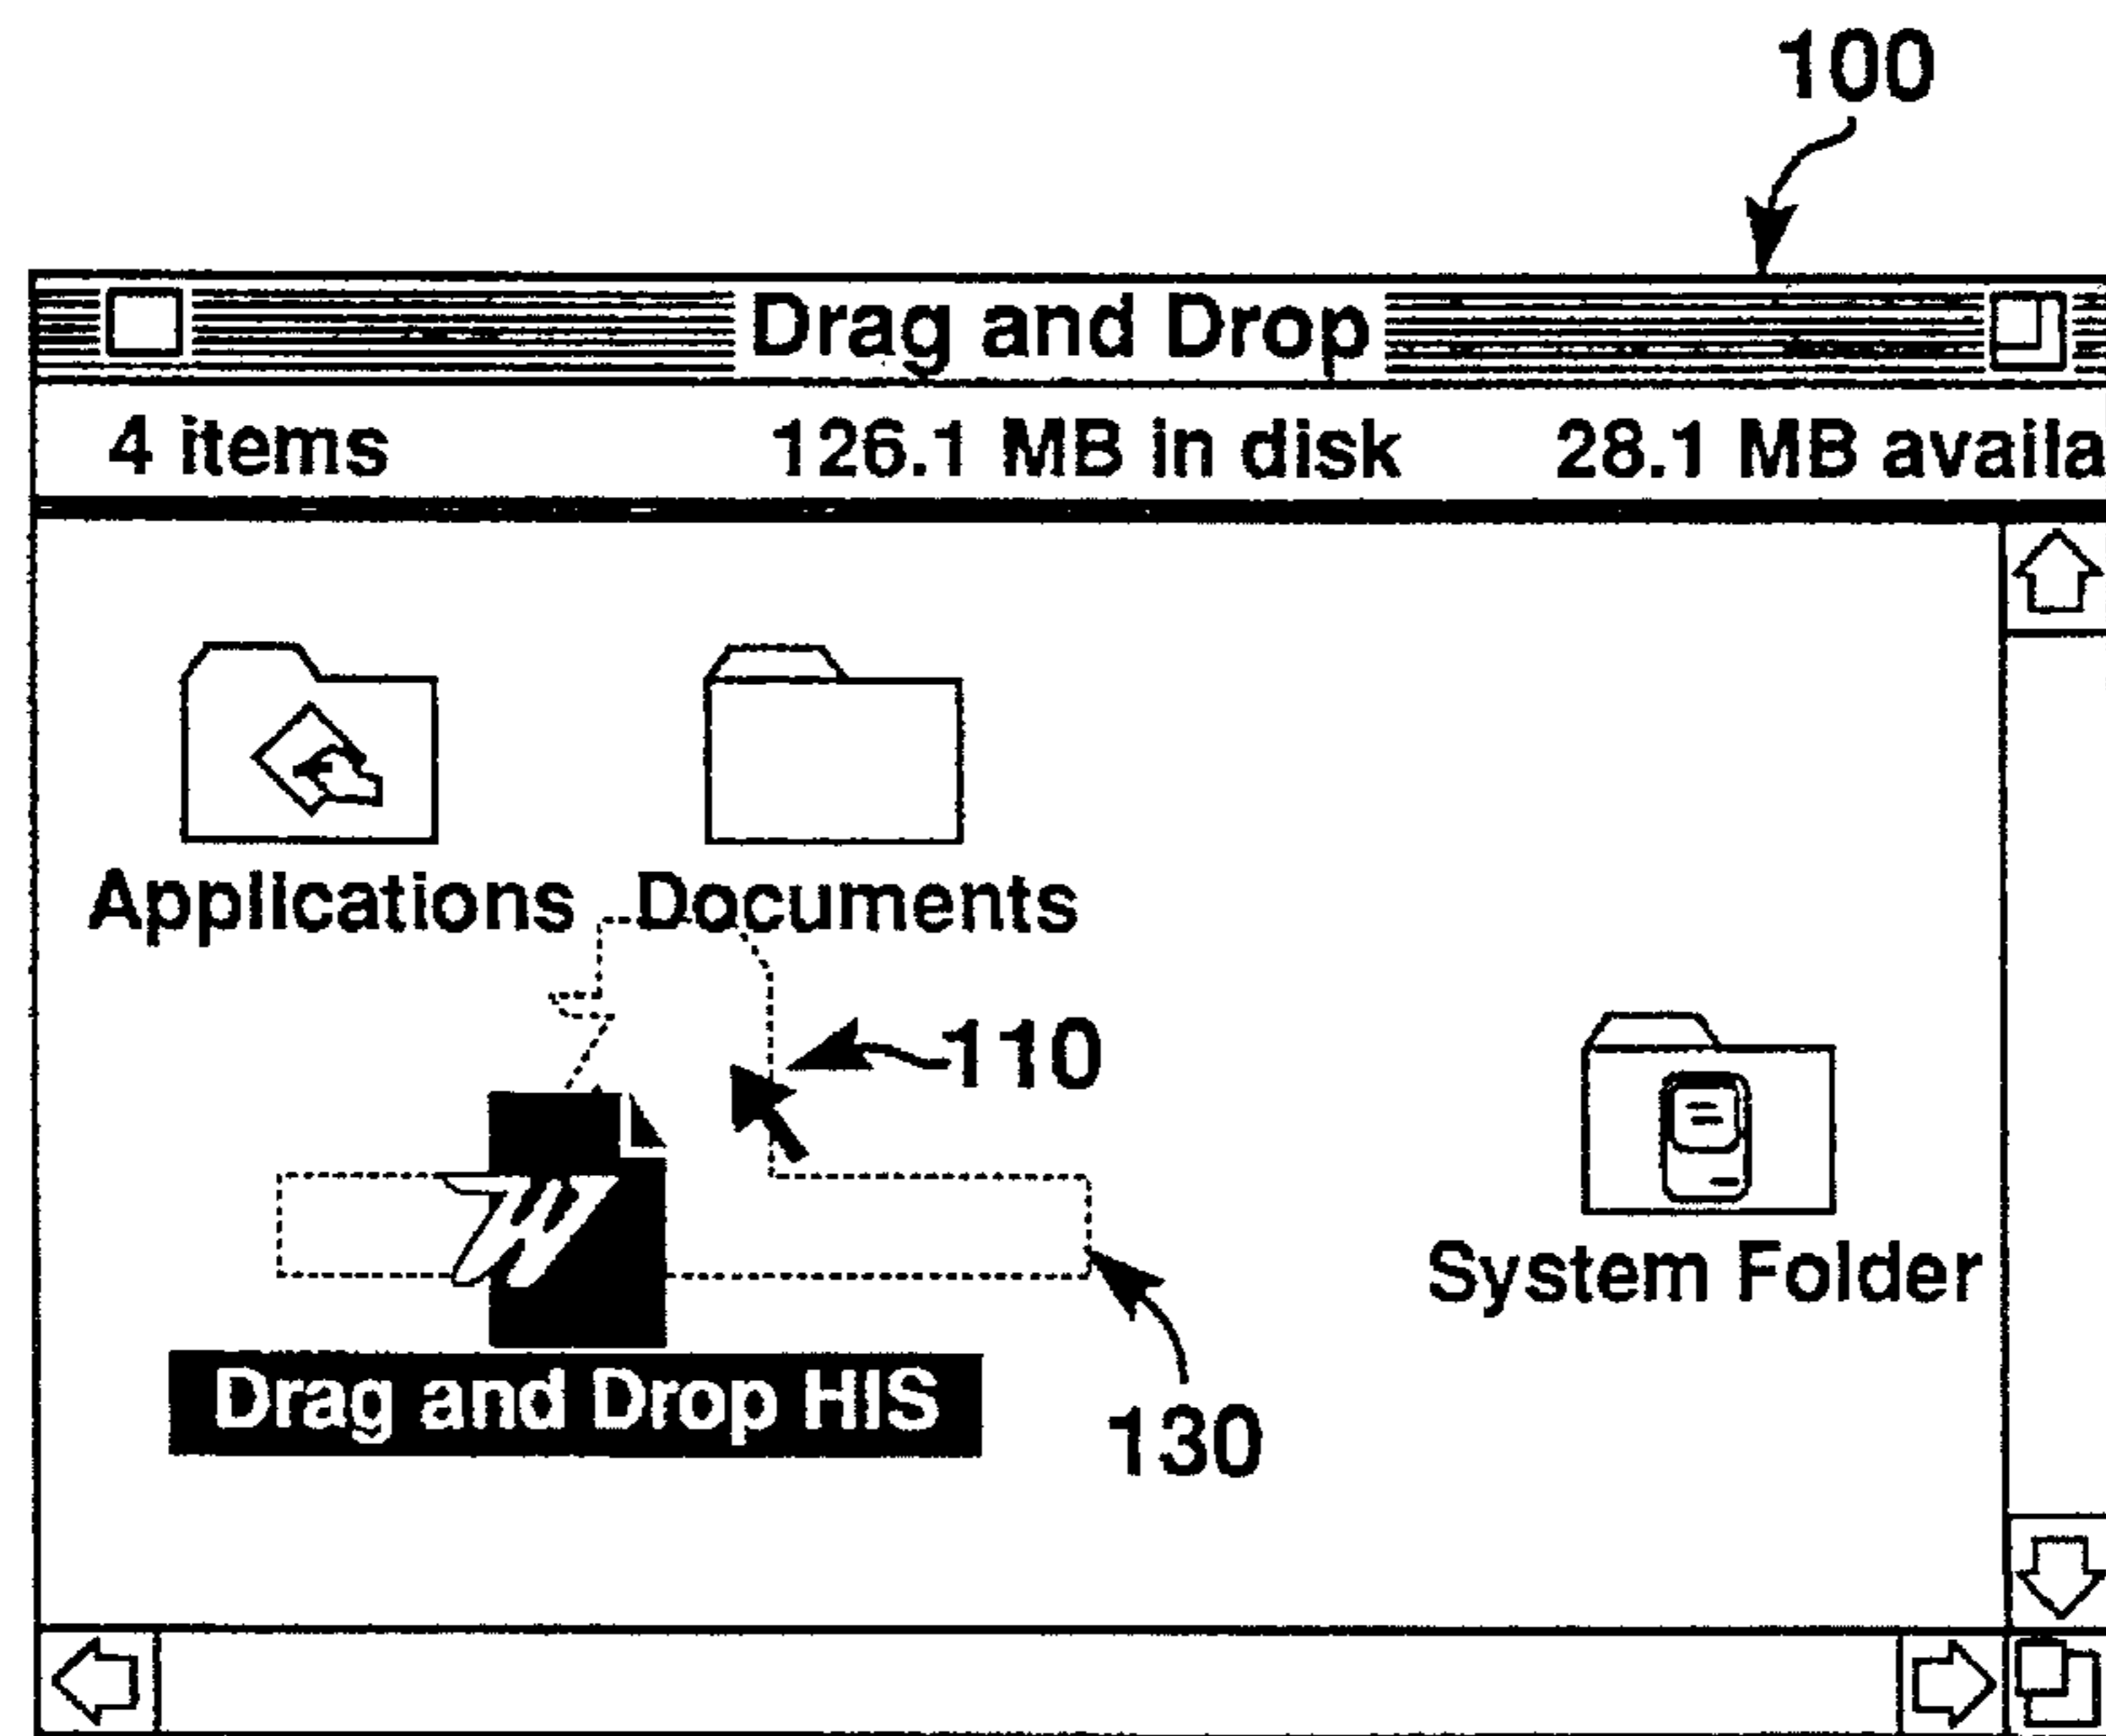 100
Drag and Drop
4 items 126.1 MB in disk 28.1 MB availa
Applications Documents
110
System Folder
Drag and Drop HIS
130